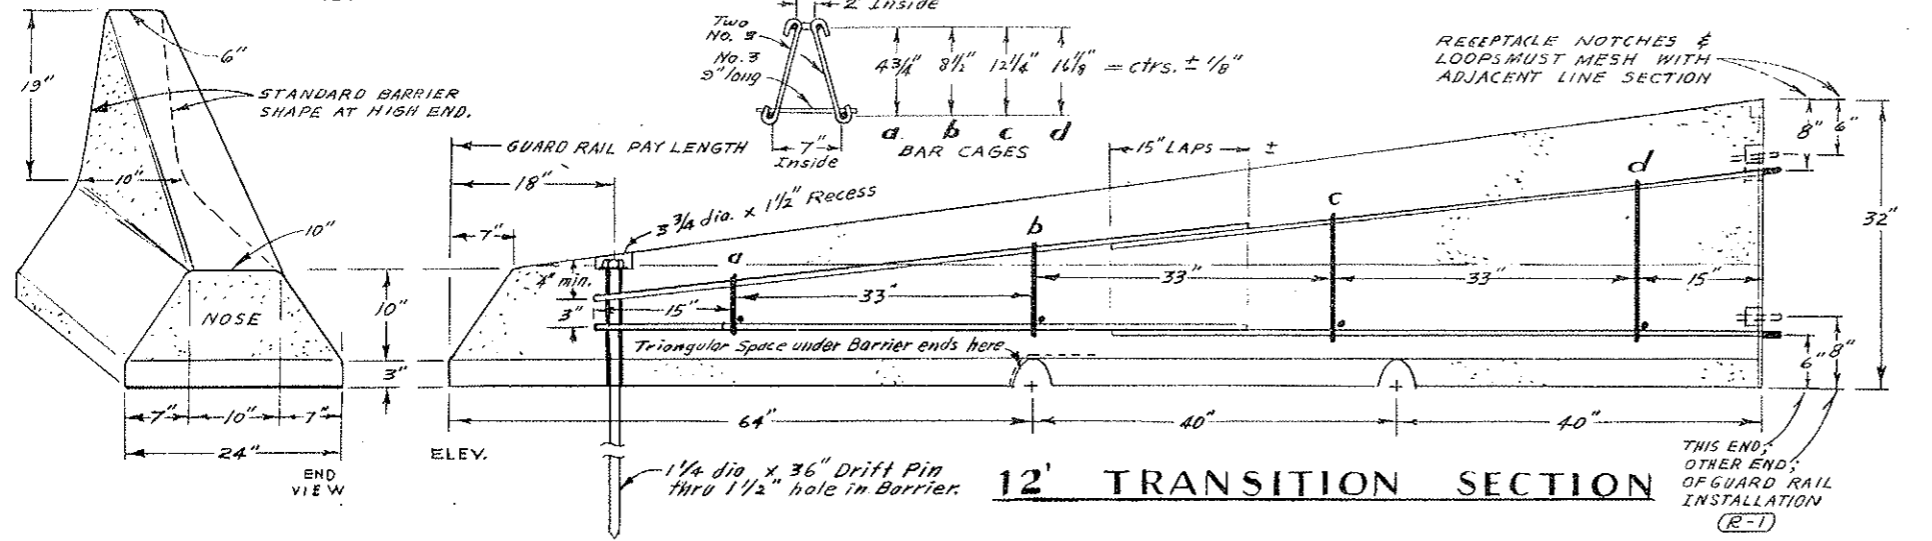 2" Inside
Two
No. 3
No. 3
9" long
4 3/4" 8 1/2" 12 1/4" 16 1/8" = ctrs. ± 1/8"
a b c d
7"
Inside
BAR CAGES
6"
19"
STANDARD BARRIER
SHAPE AT HIGH END.
10"
10"
NOSE
10"
3"
7" 10" 7"
24"
END
VIEW
RECEPTACLE NOTCHES &
LOOPS MUST MESH WITH
ADJACENT LINE SECTION
GUARD RAIL PAY LENGTH
18"
15" LAPS ±
8" 6"
3 3/4 dia. x 1 1/2" Recess
7"
a b c d
4" min.
3"
15" 33" 33" 33" 15"
32"
Triangular Space under Barrier ends here
6" 8"
64" 40" 40"
ELEV.
1 1/4 dia. x 36" Drift Pin
thru 1 1/2" hole in Barrier.
12' TRANSITION SECTION
THIS END;
OTHER END;
OF GUARD RAIL
INSTALLATION
R-1